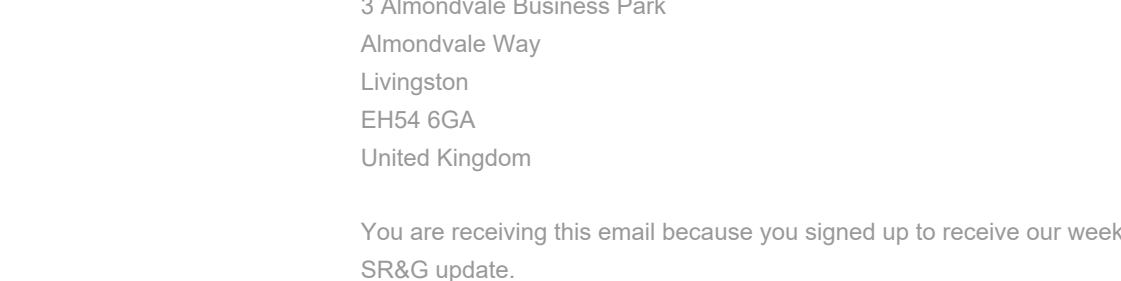 3 Almondvale Business Park
Almondvale Way
Livingston
EH54 6GA
United Kingdom
You are receiving this email because you signed up to receive our week
SR&G update.